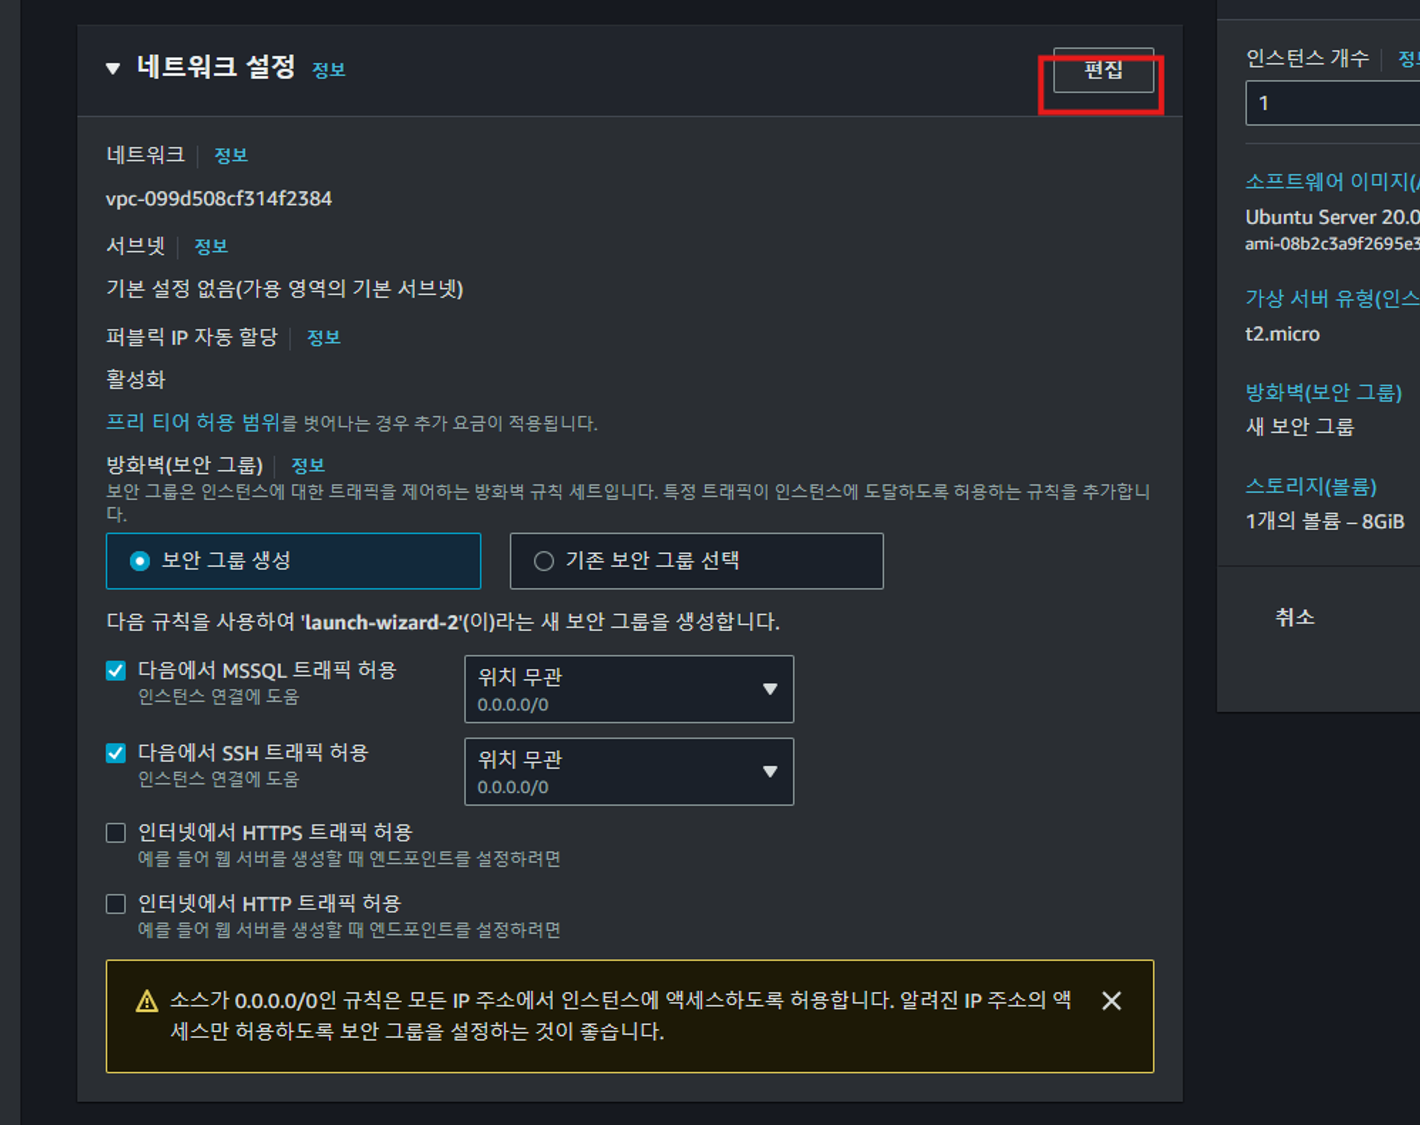 네트워크 설정 정보
편집
네트워크 정보
vpc-099d508cf314f2384
서브넷 정보
기본 설정 없음(가용 영역의 기본 서브넷)
퍼블릭 IP 자동 할당 정보
활성화
프리 티어 허용 범위를 벗어나는 경우 추가 요금이 적용됩니다.
방화벽(보안 그룹) 정보
보안 그룹은 인스턴스에 대한 트래픽을 제어하는 방화벽 규칙 세트입니다. 특정 트래픽이 인스턴스에 도달하도록 허용하는 규칙을 추가합니
다.
보안 그룹 생성
기존 보안 그룹 선택
다음 규칙을 사용하여 'launch-wizard-2'(이)라는 새 보안 그룹을 생성합니다.
다음에서 MSSQL 트래픽 허용
인스턴스 연결에 도움
위치 무관
0.0.0.0/0
다음에서 SSH 트래픽 허용
인스턴스 연결에 도움
위치 무관
0.0.0.0/0
인터넷에서 HTTPS 트래픽 허용
예를 들어 웹 서버를 생성할 때 엔드포인트를 설정하려면
인터넷에서 HTTP 트래픽 허용
예를 들어 웹 서버를 생성할 때 엔드포인트를 설정하려면
소스가 0.0.0.0/0인 규칙은 모든 IP 주소에서 인스턴스에 액세스하도록 허용합니다. 알려진 IP 주소의 액
세스만 허용하도록 보안 그룹을 설정하는 것이 좋습니다.
인스턴스 개수 정보
1
소프트웨어 이미지(
Ubuntu Server 20.0
ami-08b2c3a9f2695e3
가상 서버 유형(인스
t2.micro
방화벽(보안 그룹)
새 보안 그룹
스토리지(볼륨)
1개의 볼륨 – 8GiB
취소